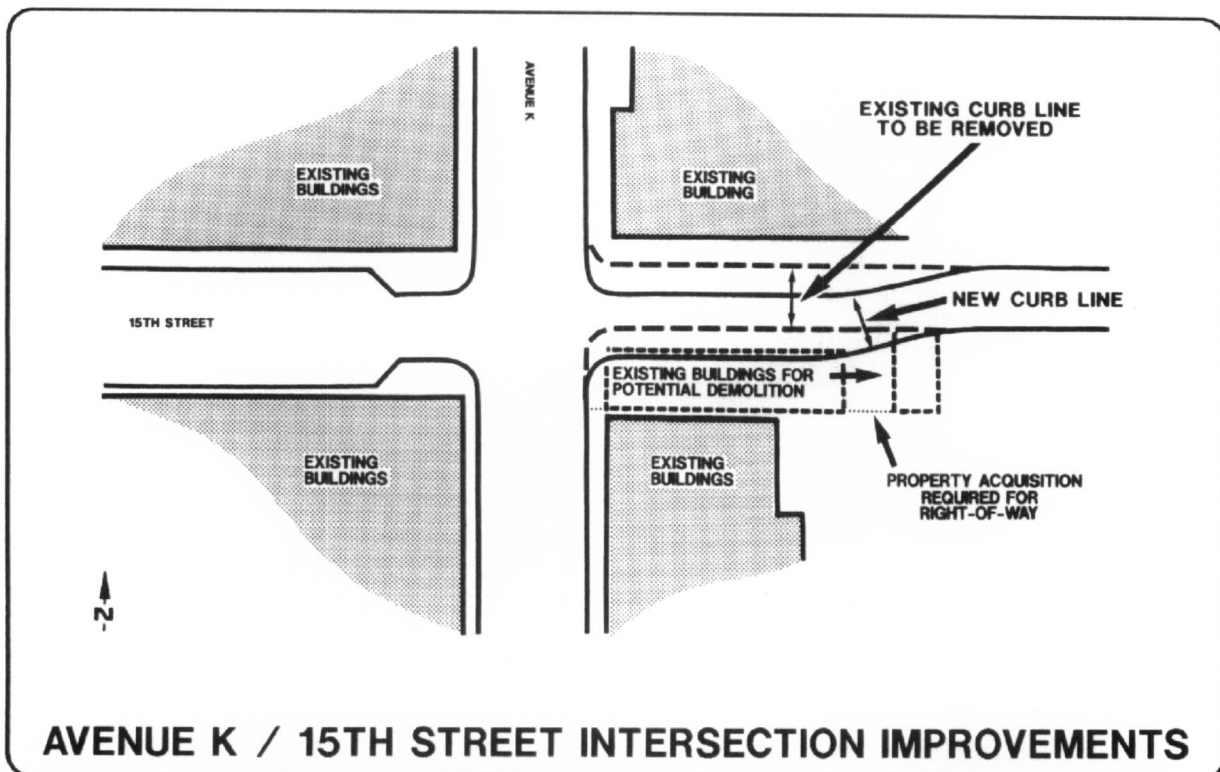 AVENUE K
EXISTING CURB LINE
TO BE REMOVED
EXISTING
BUILDINGS
EXISTING
BUILDING
NEW CURB LINE
15TH STREET
EXISTING BUILDINGS FOR
POTENTIAL DEMOLITION
EXISTING
BUILDINGS
EXISTING
BUILDINGS
PROPERTY ACQUISITION
REQUIRED FOR
RIGHT-OF-WAY
N
AVENUE K / 15TH STREET INTERSECTION IMPROVEMENTS